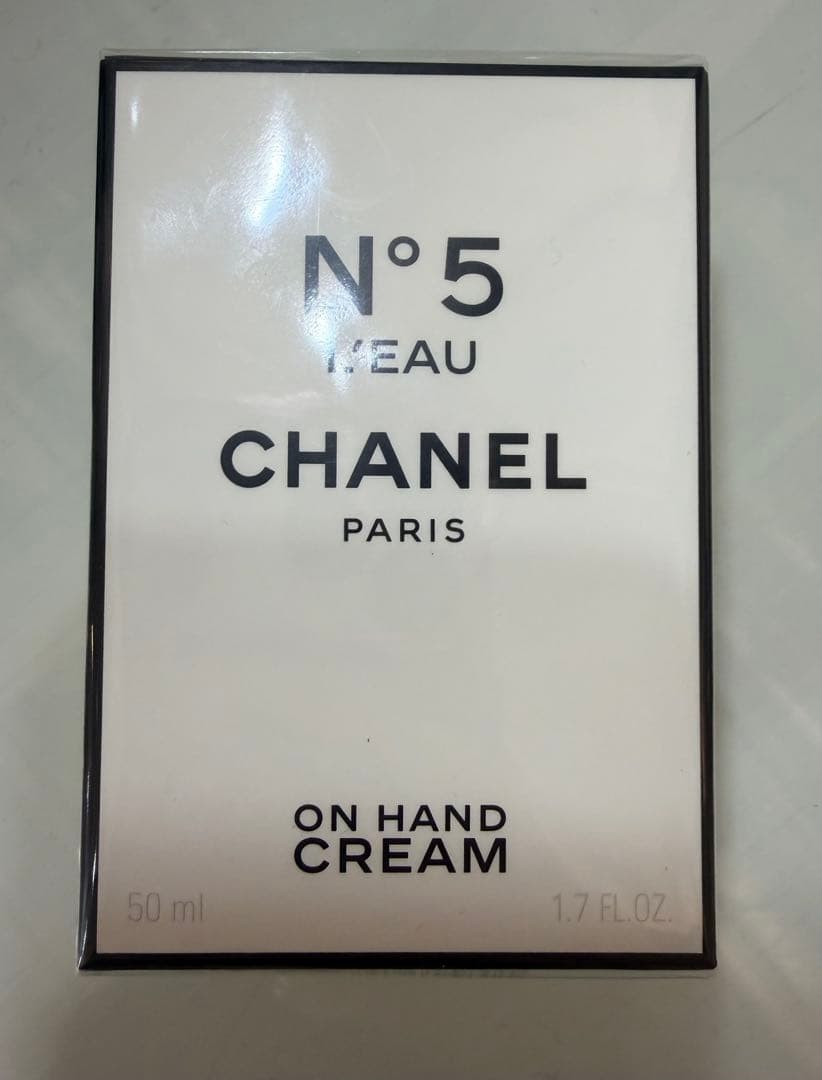 N° 5
L'EAU
CHANEL
PARIS
ON HAND
CREAM
50 ml 1.7 FL.OZ.